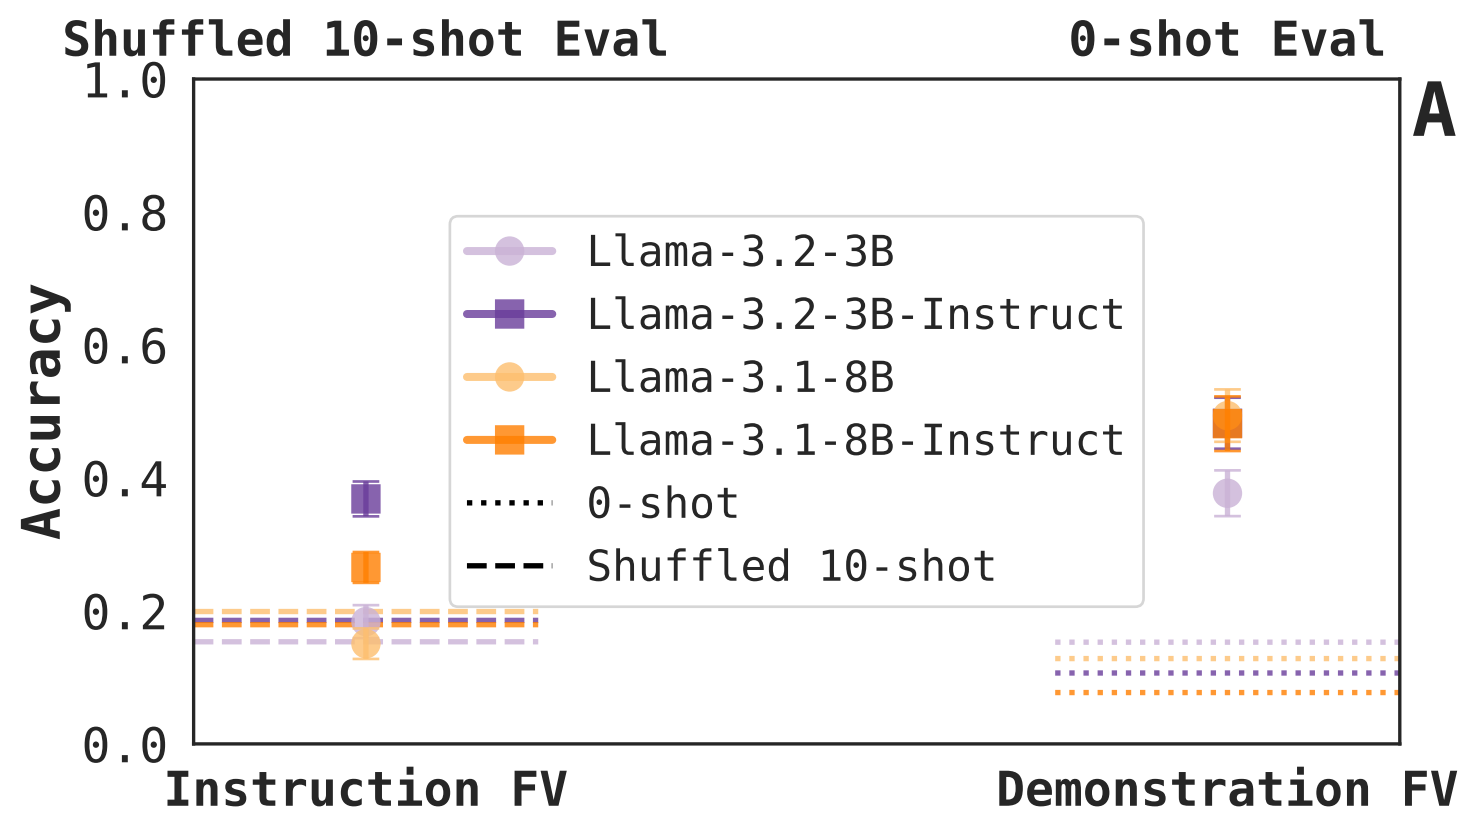 Shuffled 10-shot Eval
0-shot Eval
A
1.0
0.8
0.6
0.4
0.2
0.0
Accuracy
Llama-3.2-3B
Llama-3.2-3B-Instruct
Llama-3.1-8B
Llama-3.1-8B-Instruct
0-shot
Shuffled 10-shot
Instruction FV
Demonstration FV